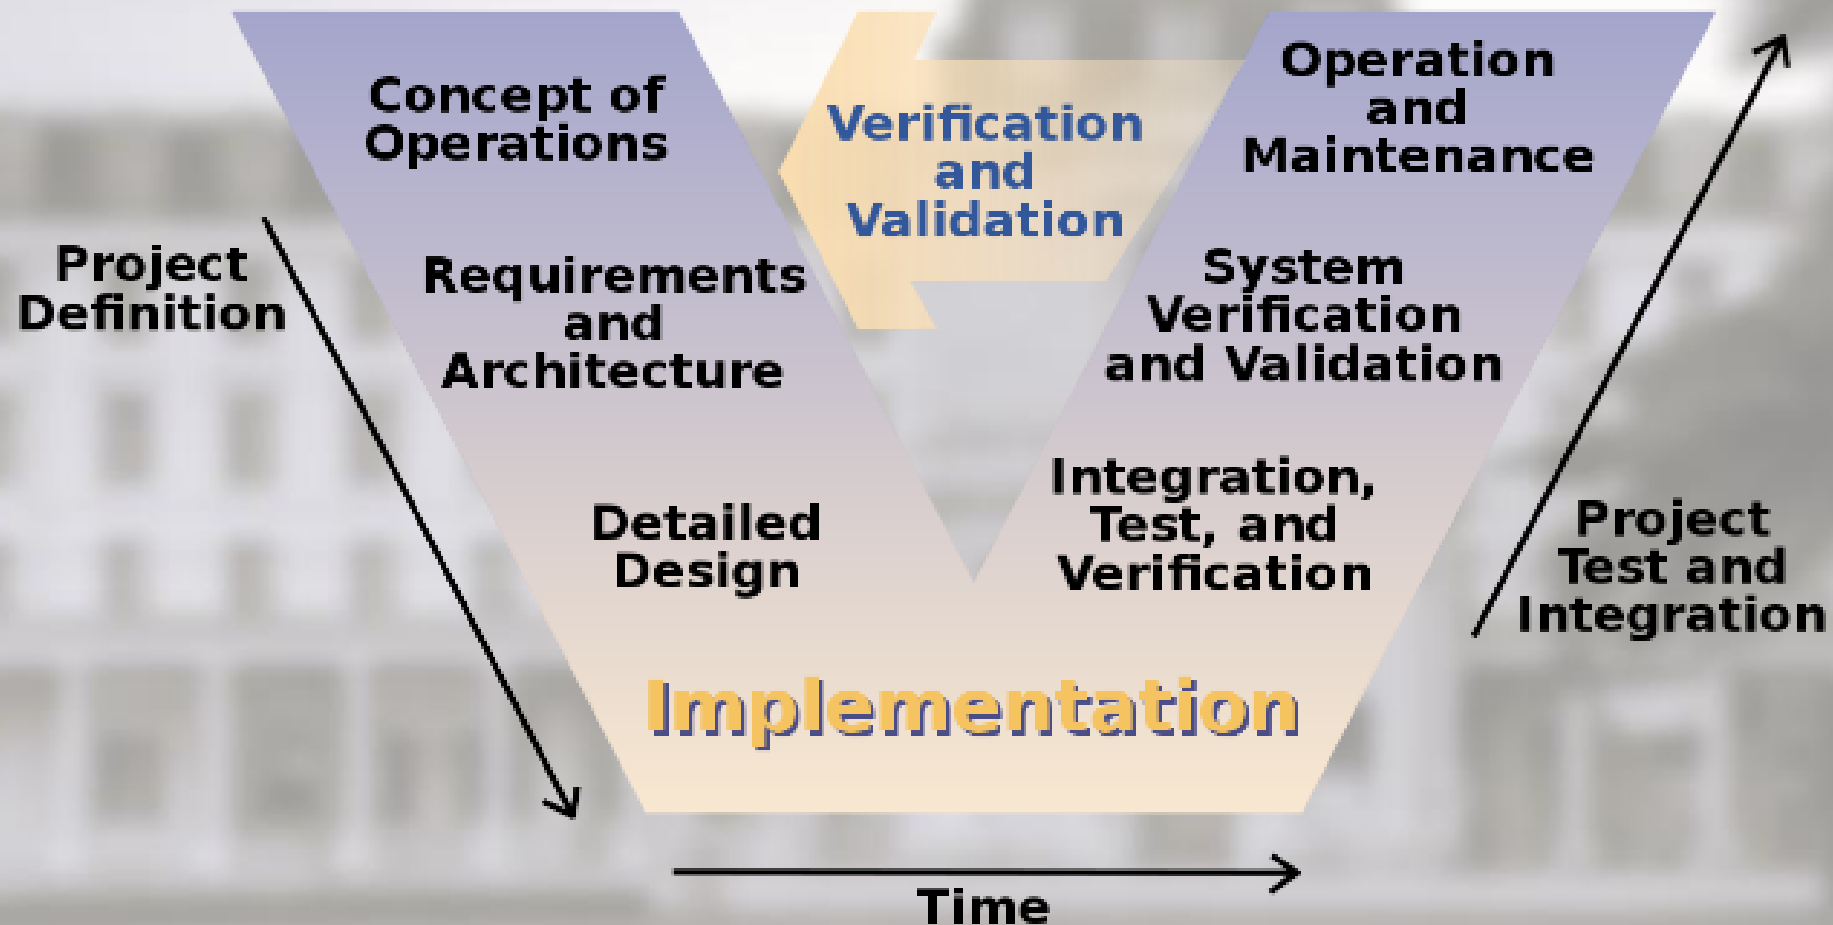 Concept of
Operations
Verification
and
Validation
Operation
and
Maintenance
Project
Definition
Requirements
and
Architecture
System
Verification
and Validation
Detailed
Design
Integration,
Test, and
Verification
Project
Test and
Integration
Implementation
Time